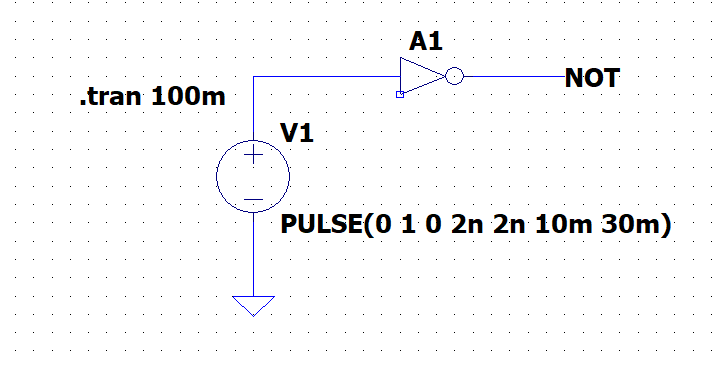 A1
NOT
.tran 100m
V1
PULSE(0 1 0 2n 2n 10m 30m)